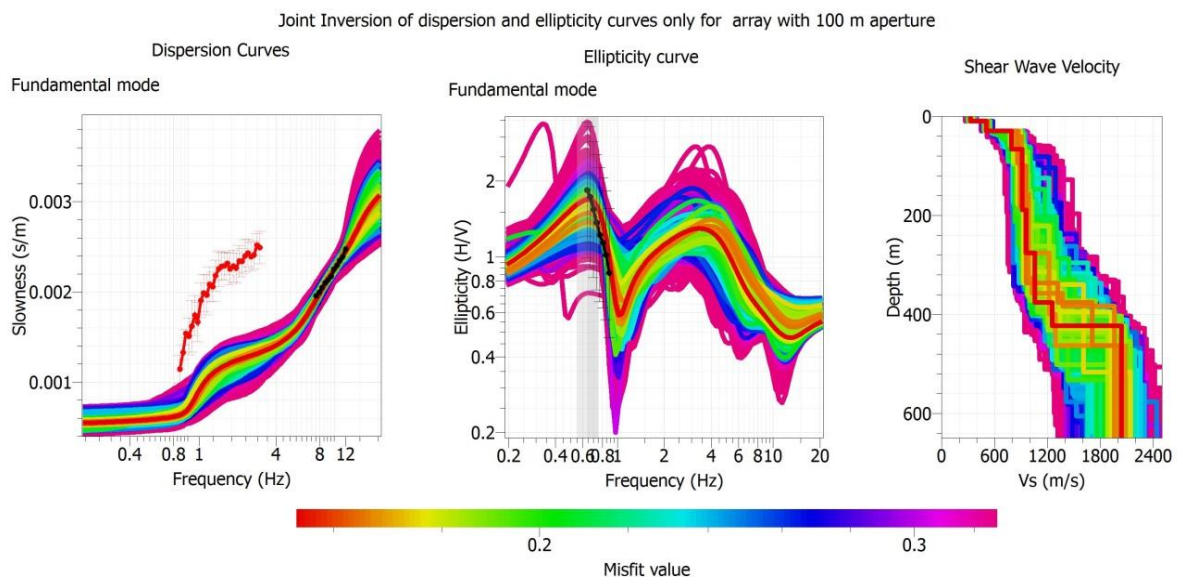 Joint Inversion of dispersion and ellipticity curves only for array with 100 m aperture
Dispersion Curves
Fundamental mode
Slowness (s/m)
0.003
0.002
0.001
0.4 1 4 8 12
Frequency (Hz)
Ellipticity curve
Fundamental mode
Ellipticity (H/V)
2
1
0.8
0.6
0.4
0.2
0.2 0.4 0.6 0.8 1 2 4 6 8 10 20
Frequency (Hz)
Shear Wave Velocity
Depth (m)
0
200
400
600
0 600 1200 1800 2400
Vs (m/s)
0.2 0.3
Misfit value